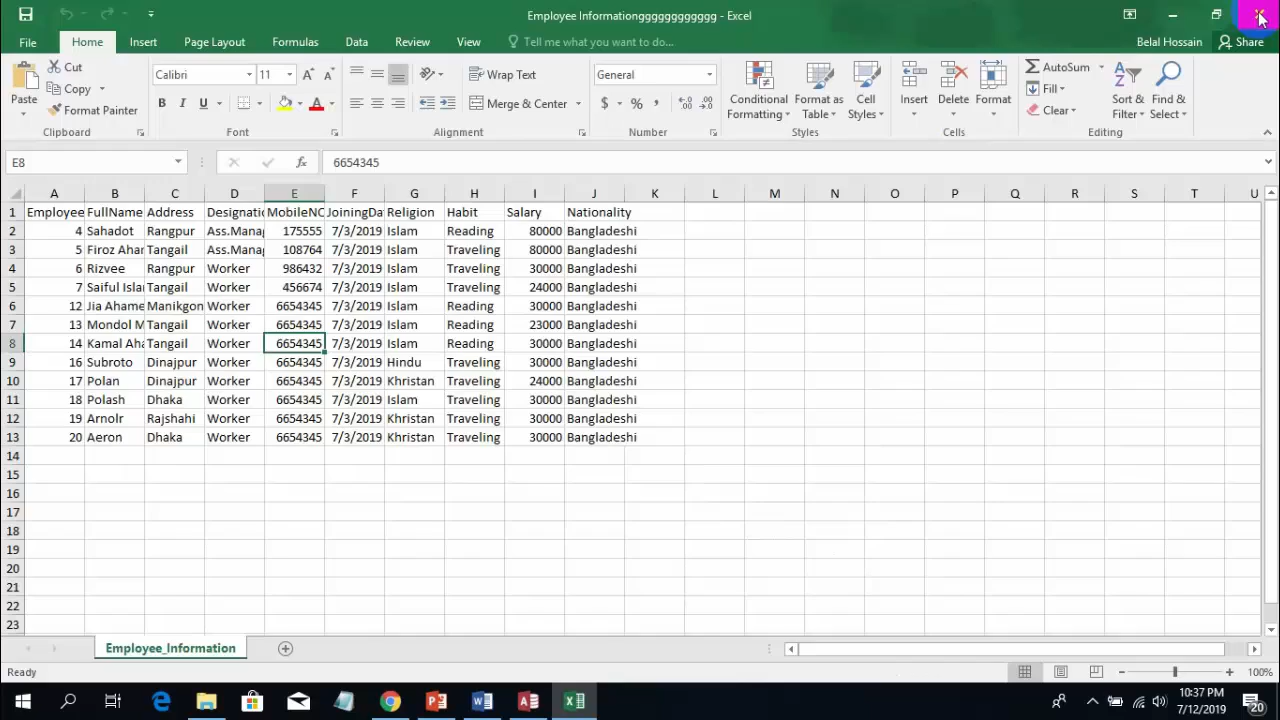 Employee Informationgggggggggggg - Excel
File Home Insert Page Layout Formulas Data Review View Tell me what you want to do... Belal Hossain Share
Paste Cut Copy Format Painter
Calibri 11 A A
B I U A
Wrap Text
Merge & Center
General
$ % ,
Conditional Formatting Format as Table Cell Styles
Insert Delete Format
AutoSum Fill Clear
Sort & Filter Find & Select
Clipboard Font Alignment Number Styles Cells Editing
E8 fx 6654345
A B C D E F G H I J K L M N O P Q R S T U
1 Employee FullName Address Designati MobileNC JoiningDa Religion Habit Salary Nationality
2 4 Sahadot Rangpur Ass.Manag 175555 7/3/2019 Islam Reading 80000 Bangladeshi
3 5 Firoz Ahar Tangail Ass.Manag 108764 7/3/2019 Islam Traveling 80000 Bangladeshi
4 6 Rizvee Rangpur Worker 986432 7/3/2019 Islam Traveling 30000 Bangladeshi
5 7 Saiful Islar Tangail Worker 456674 7/3/2019 Islam Traveling 24000 Bangladeshi
6 12 Jia Ahame Manikgon Worker 6654345 7/3/2019 Islam Reading 30000 Bangladeshi
7 13 Mondol M Tangail Worker 6654345 7/3/2019 Islam Reading 23000 Bangladeshi
8 14 Kamal Aha Tangail Worker 6654345 7/3/2019 Islam Reading 30000 Bangladeshi
9 16 Subroto Dinajpur Worker 6654345 7/3/2019 Hindu Traveling 30000 Bangladeshi
10 17 Polan Dinajpur Worker 6654345 7/3/2019 Khristan Traveling 24000 Bangladeshi
11 18 Polash Dhaka Worker 6654345 7/3/2019 Islam Traveling 30000 Bangladeshi
12 19 Arnolr Rajshahi Worker 6654345 7/3/2019 Khristan Traveling 30000 Bangladeshi
13 20 Aeron Dhaka Worker 6654345 7/3/2019 Khristan Traveling 30000 Bangladeshi
14
15
16
17
18
19
20
21
22
23
Employee_Information
Ready 100%
10:37 PM
7/12/2019
20